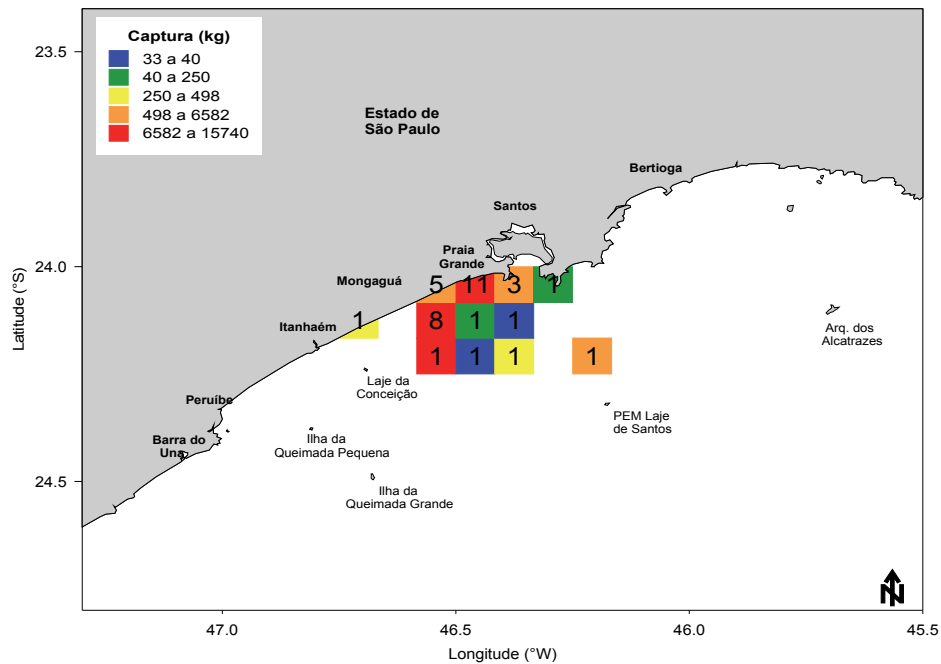 Captura (kg)
33 a 40
40 a 250
250 a 498
498 a 6582
6582 a 15740
23.5
24.0
24.5
Latitude (°S)
Estado de
São Paulo
Bertioga
Santos
Praia
Grande
Mongaguá
Itanhaém
Peruíbe
Barra do
Una
5 11 3 1
1 8 1 1
1 1 1 1
Laje da
Conceição
Ilha da
Queimada Pequena
Ilha da
Queimada Grande
PEM Laje
de Santos
Arq. dos
Alcatrazes
N
47.0 46.5 46.0 45.5
Longitude (°W)